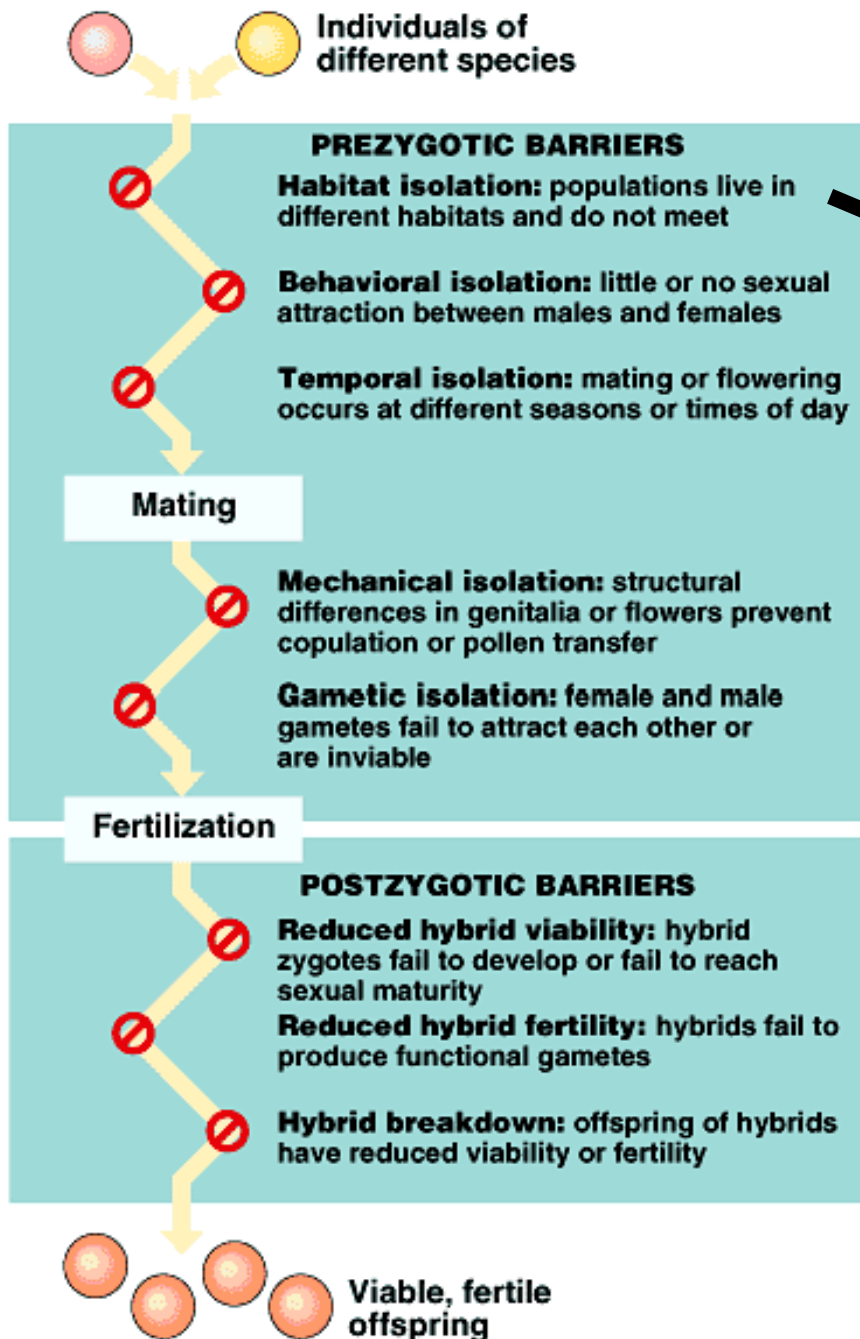 Individuals of
different species
PREZYGOTIC BARRIERS
Habitat isolation: populations live in
different habitats and do not meet
Behavioral isolation: little or no sexual
attraction between males and females
Temporal isolation: mating or flowering
occurs at different seasons or times of day
Mating
Mechanical isolation: structural
differences in genitalia or flowers prevent
copulation or pollen transfer
Gametic isolation: female and male
gametes fail to attract each other or
are inviable
Fertilization
POSTZYGOTIC BARRIERS
Reduced hybrid viability: hybrid
zygotes fail to develop or fail to reach
sexual maturity
Reduced hybrid fertility: hybrids fail to
produce functional gametes
Hybrid breakdown: offspring of hybrids
have reduced viability or fertility
Viable, fertile
offspring